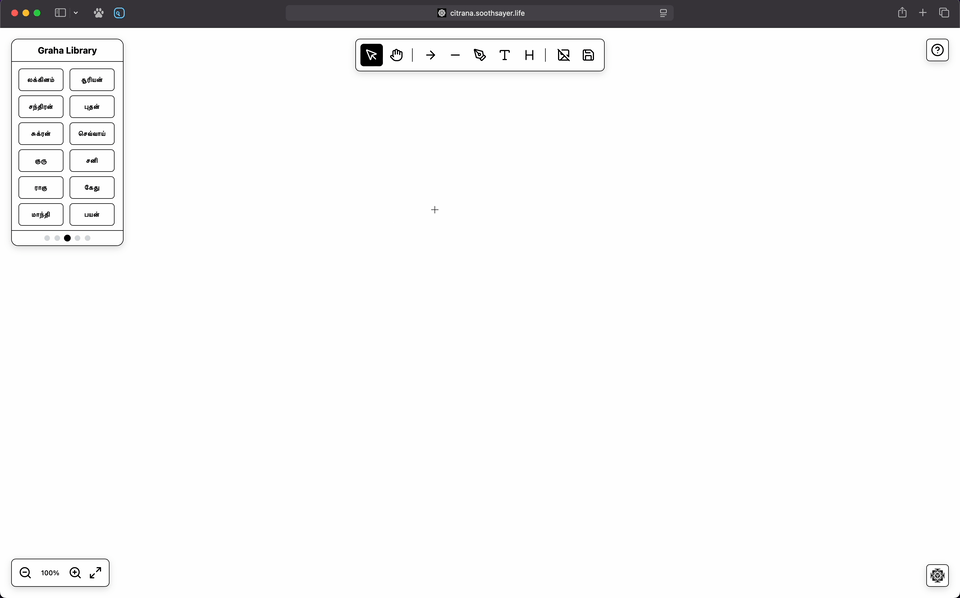 citrana.soothsayer.life
Graha Library
லக்கினம் சூரியன்
சந்திரன் புதன்
சுக்ரன் செவ்வாய்
குரு சனி
ராகு கேது
மாந்தி பயன்
T H
100%